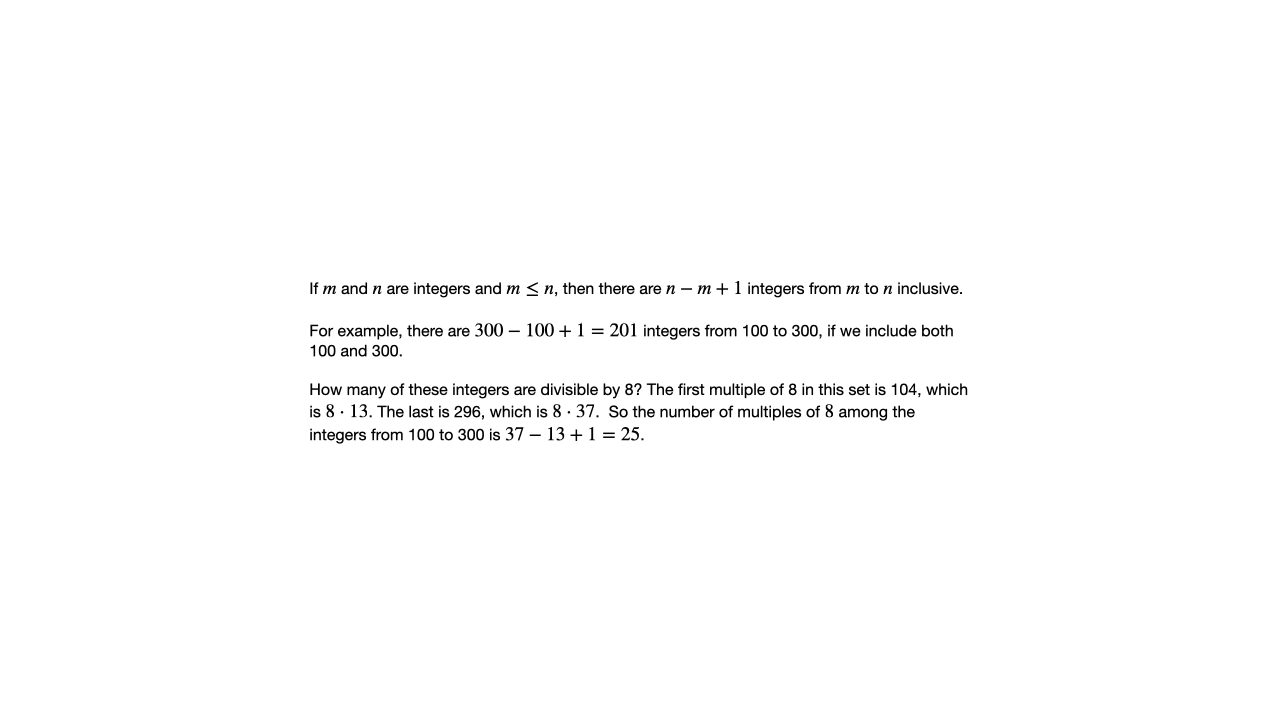 If m and n are integers and m ≤ n, then there are n − m + 1 integers from m to n inclusive.
For example, there are 300 − 100 + 1 = 201 integers from 100 to 300, if we include both
100 and 300.
How many of these integers are divisible by 8? The first multiple of 8 in this set is 104, which
is 8 · 13. The last is 296, which is 8 · 37. So the number of multiples of 8 among the
integers from 100 to 300 is 37 − 13 + 1 = 25.